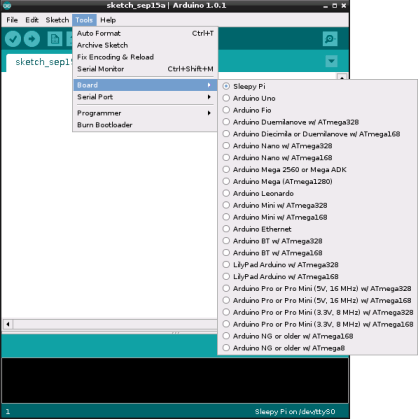 sketch_sep15a | Arduino 1.0.1
File Edit Sketch Tools Help
sketch_sep15
Auto Format Ctrl+T
Archive Sketch
Fix Encoding & Reload
Serial Monitor Ctrl+Shift+M
Board
Serial Port
Programmer
Burn Bootloader
Sleepy Pi
Arduino Uno
Arduino Fio
Arduino Duemilanove w/ ATmega328
Arduino Diecimila or Duemilanove w/ ATmega168
Arduino Nano w/ ATmega328
Arduino Nano w/ ATmega168
Arduino Mega 2560 or Mega ADK
Arduino Mega (ATmega1280)
Arduino Leonardo
Arduino Mini w/ ATmega328
Arduino Mini w/ ATmega168
Arduino Ethernet
Arduino BT w/ ATmega328
Arduino BT w/ ATmega168
LilyPad Arduino w/ ATmega328
LilyPad Arduino w/ ATmega168
Arduino Pro or Pro Mini (5V, 16 MHz) w/ ATmega328
Arduino Pro or Pro Mini (5V, 16 MHz) w/ ATmega168
Arduino Pro or Pro Mini (3.3V, 8 MHz) w/ ATmega328
Arduino Pro or Pro Mini (3.3V, 8 MHz) w/ ATmega168
Arduino NG or older w/ ATmega168
Arduino NG or older w/ ATmega8
1 Sleepy Pi on /dev/ttyS0